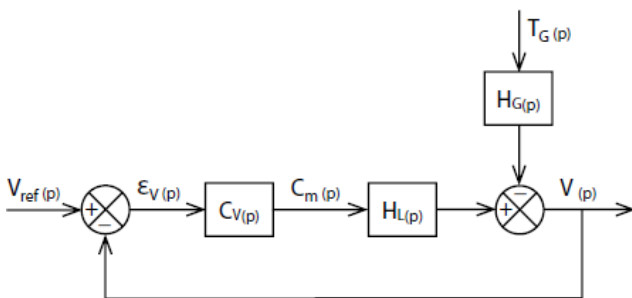 T_G(p)
H_G(p)
V_ref(p) + − ε_V(p) C_V(p) C_m(p) H_L(p) + − V(p)